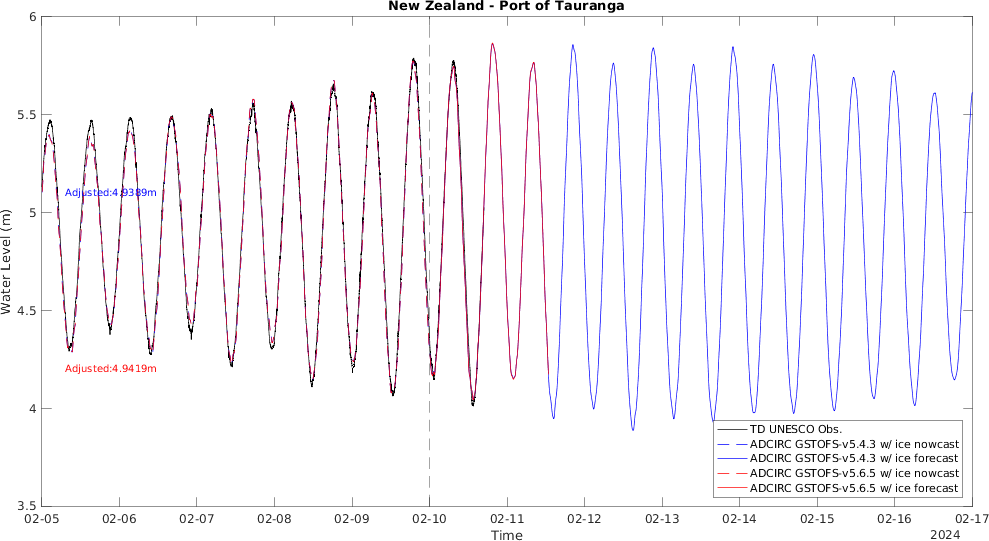 New Zealand - Port of Tauranga
Water Level (m)
6
5.5
5
4.5
4
3.5
Adjusted:4.9389m
Adjusted:4.9419m
TD UNESCO Obs.
ADCIRC GSTOFS-v5.4.3 w/ ice nowcast
ADCIRC GSTOFS-v5.4.3 w/ ice forecast
ADCIRC GSTOFS-v5.6.5 w/ ice nowcast
ADCIRC GSTOFS-v5.6.5 w/ ice forecast
02-05 02-06 02-07 02-08 02-09 02-10 02-11 02-12 02-13 02-14 02-15 02-16 02-17
Time
2024